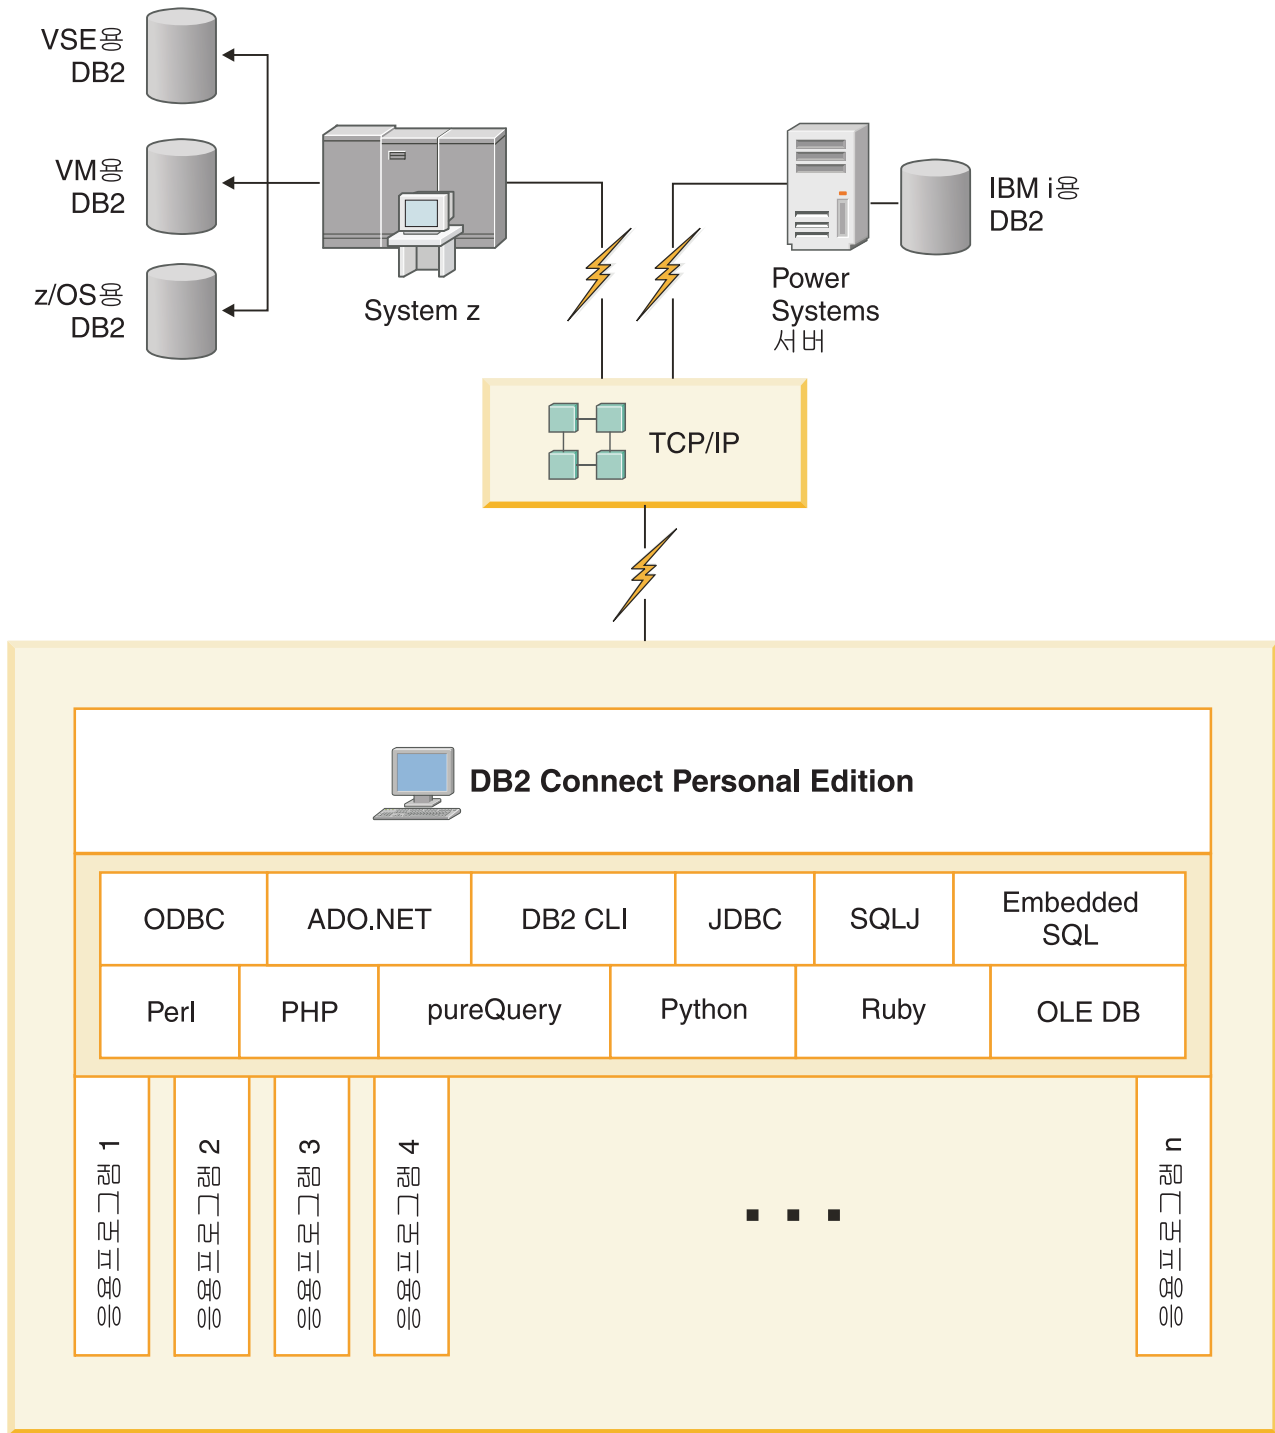 VSE용
DB2
VM용
DB2
z/OS용
DB2
System z
Power
Systems
서버
IBM i용
DB2
TCP/IP
DB2 Connect Personal Edition
ODBC
ADO.NET
DB2 CLI
JDBC
SQLJ
Embedded
SQL
Perl
PHP
pureQuery
Python
Ruby
OLE DB
응용프로그램 1
응용프로그램 2
응용프로그램 3
응용프로그램 4
...
응용프로그램 n